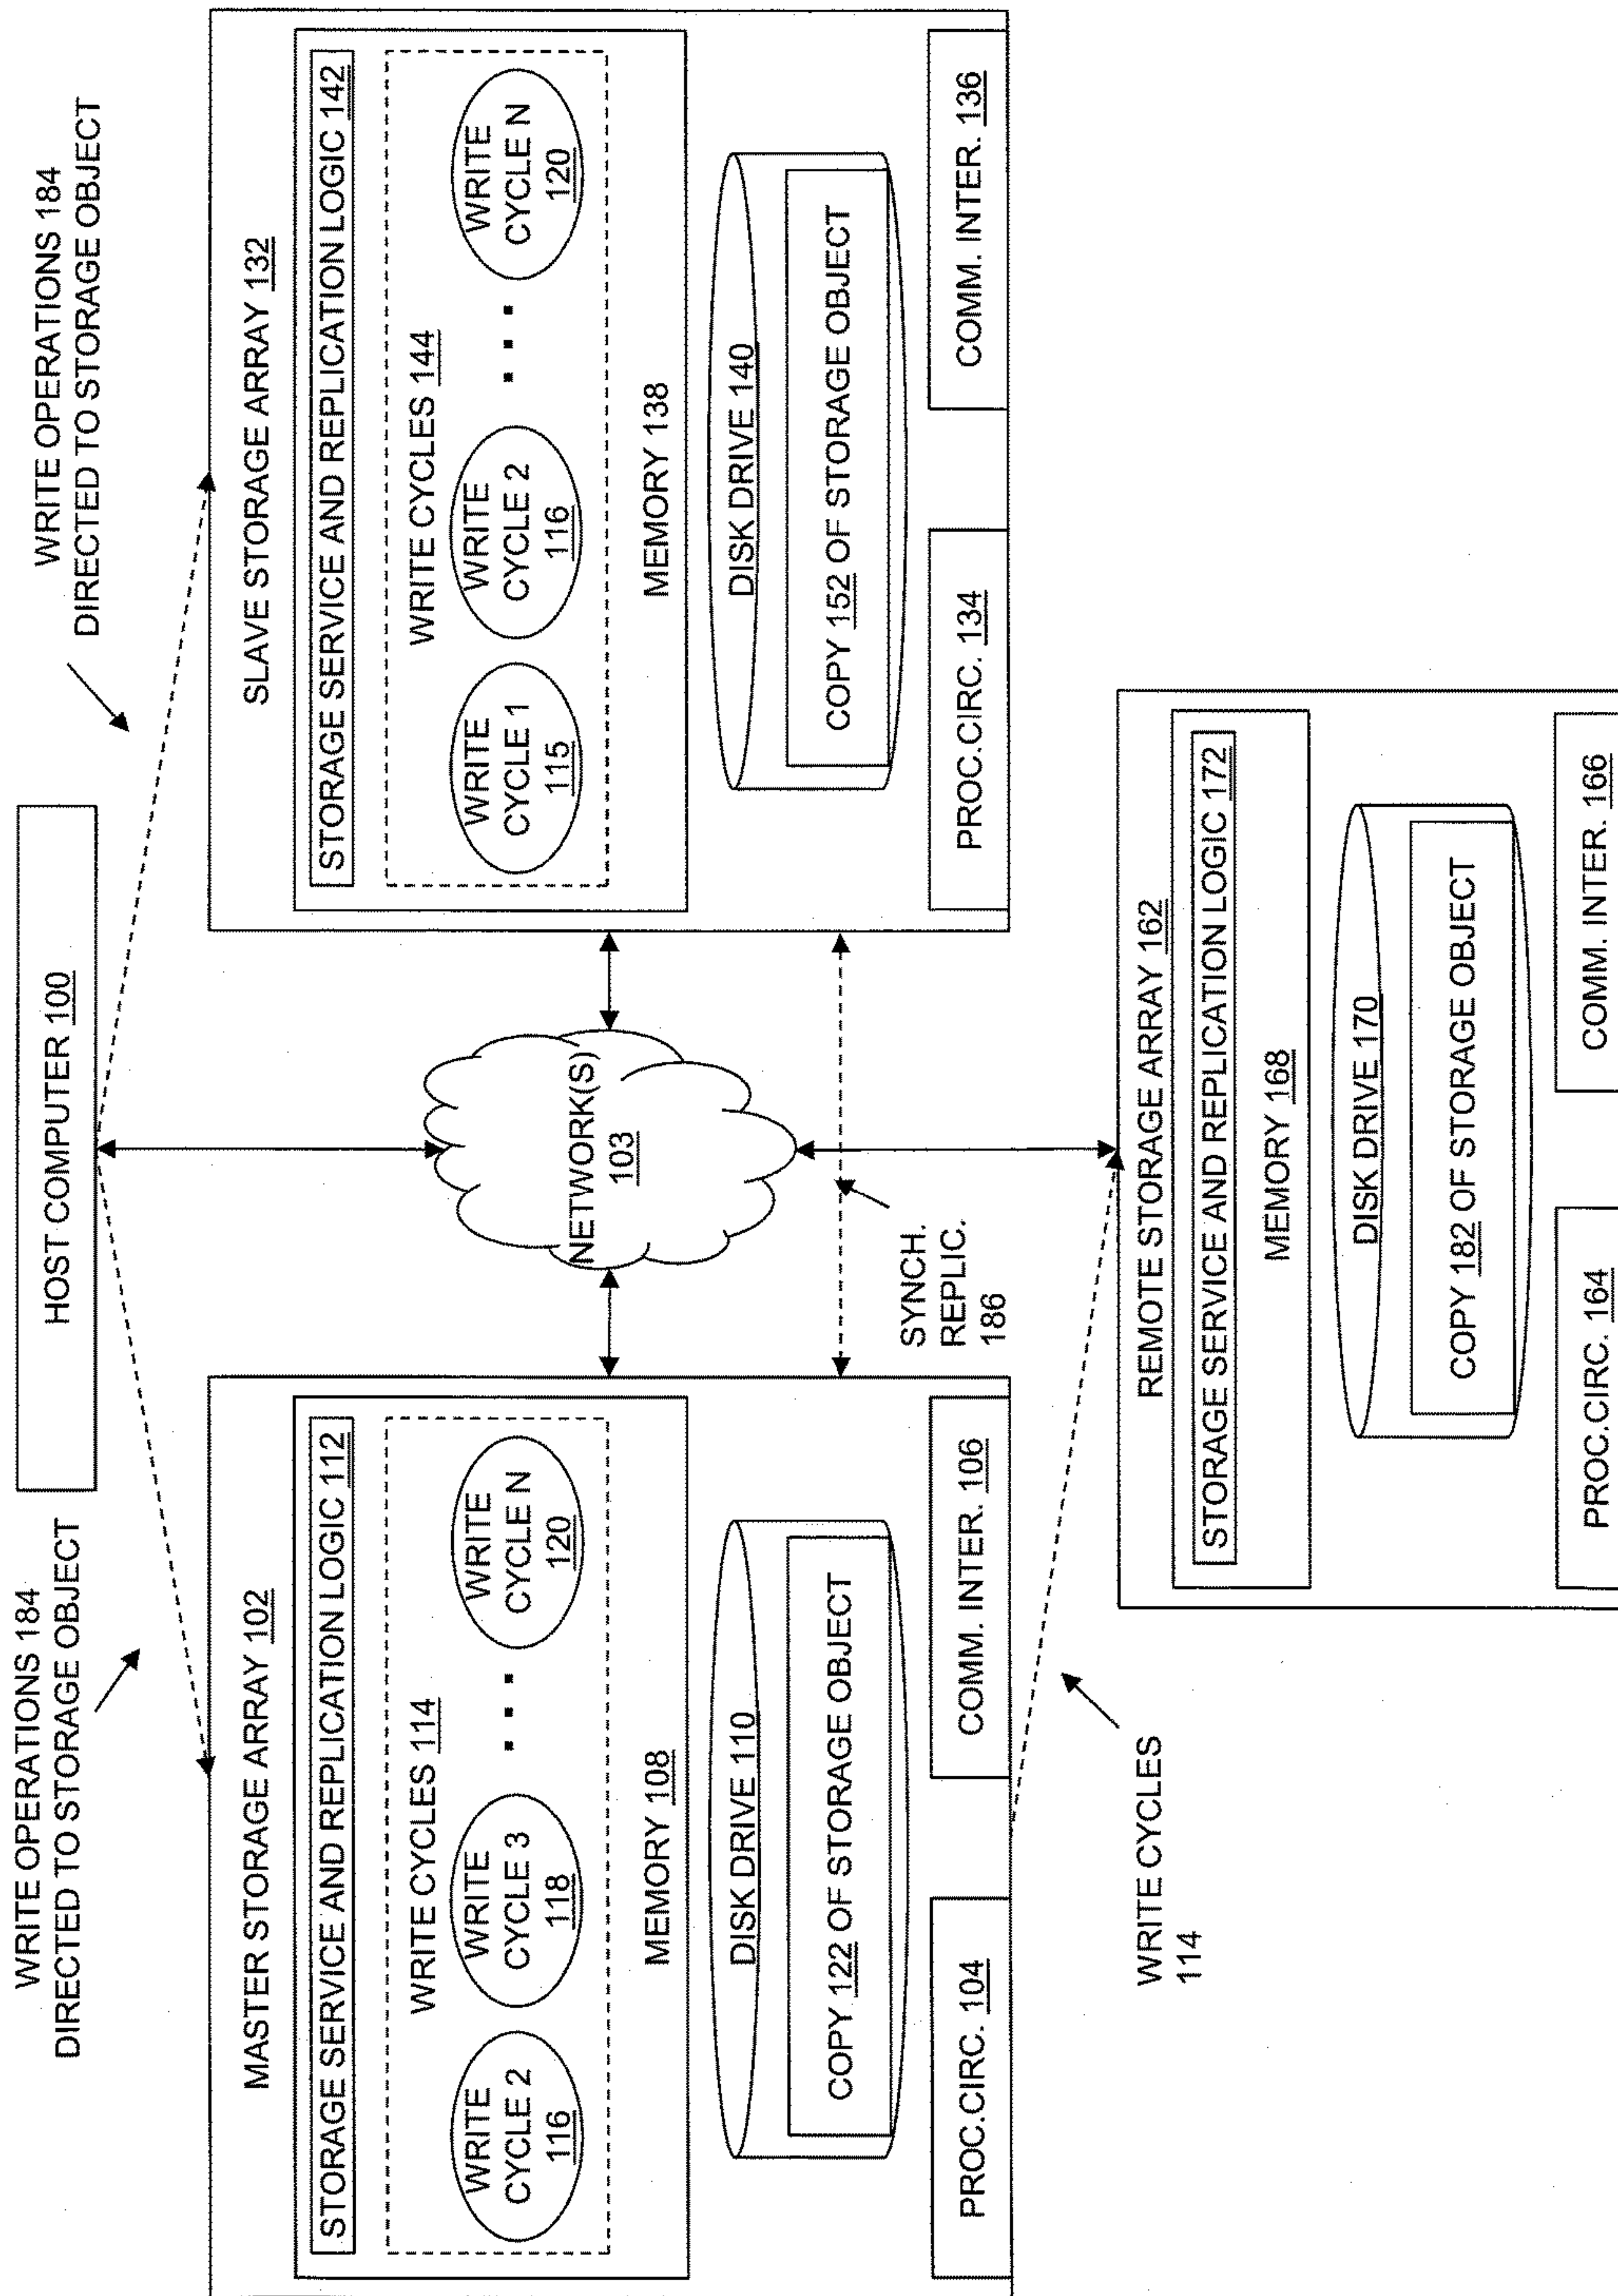 WRITE OPERATIONS 184
DIRECTED TO STORAGE OBJECT
HOST COMPUTER 100
WRITE OPERATIONS 184
DIRECTED TO STORAGE OBJECT
MASTER STORAGE ARRAY 102
STORAGE SERVICE AND REPLICATION LOGIC 112
WRITE CYCLES 114
WRITE
CYCLE 2
116
WRITE
CYCLE 3
118
WRITE
CYCLE N
120
MEMORY 108
DISK DRIVE 110
COPY 122 OF STORAGE OBJECT
PROC.CIRC. 104
COMM. INTER. 106
NETWORK(S)
103
SYNCH.
REPLIC.
186
SLAVE STORAGE ARRAY 132
STORAGE SERVICE AND REPLICATION LOGIC 142
WRITE CYCLES 144
WRITE
CYCLE 1
115
WRITE
CYCLE 2
116
WRITE
CYCLE N
120
MEMORY 138
DISK DRIVE 140
COPY 152 OF STORAGE OBJECT
PROC.CIRC. 134
COMM. INTER. 136
WRITE CYCLES
114
REMOTE STORAGE ARRAY 162
STORAGE SERVICE AND REPLICATION LOGIC 172
MEMORY 168
DISK DRIVE 170
COPY 182 OF STORAGE OBJECT
PROC.CIRC. 164
COMM. INTER. 166